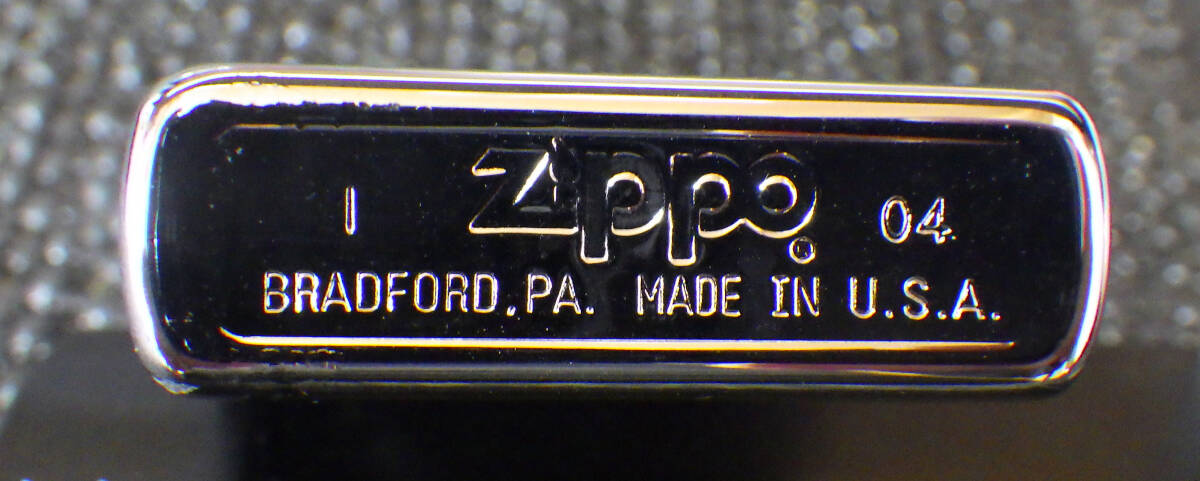 I Zippo ® 04
BRADFORD, PA. MADE IN U.S.A.